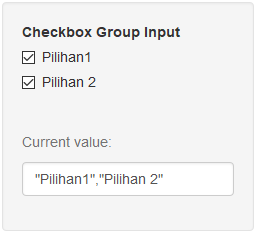 Checkbox Group Input
Pilihan1
Pilihan 2
Current value:
"Pilihan1","Pilihan 2"